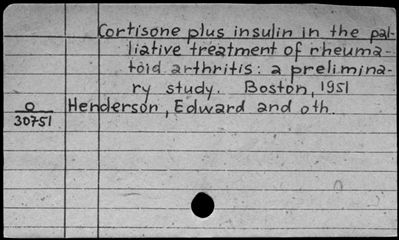 Cortisone plus insulin in the pal-
liative treatment of rheuma-
toid arthritis: a prelimina-
ry study. Boston, 1951
O Henderson, Edward and oth.
30751